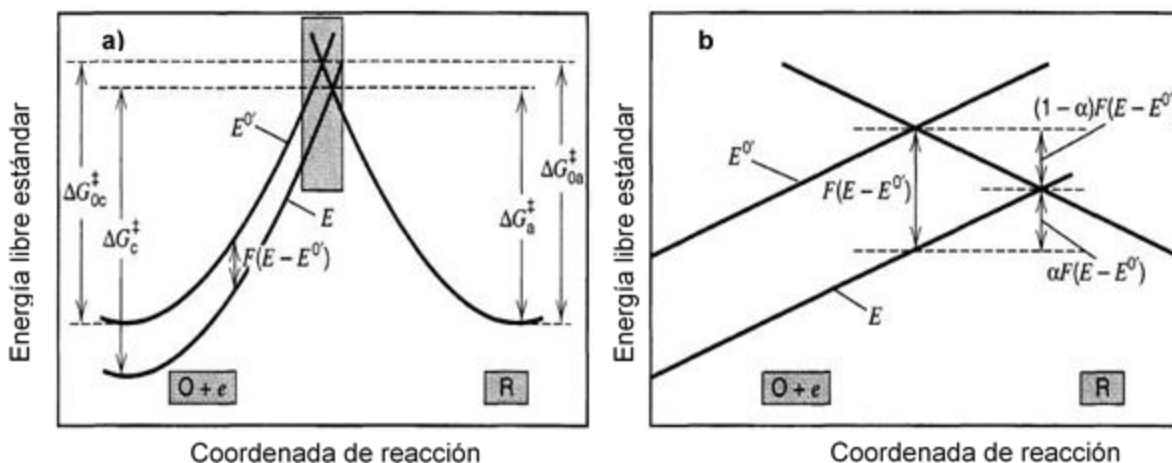 a)
E⁰′
E
F(E − E⁰′)
ΔG‡0c
ΔG‡c
ΔG‡a
ΔG‡0a
O + e
R
Energía libre estándar
Coordenada de reacción
b
(1 − α)F(E − E⁰′
E⁰′
F(E − E⁰′)
αF(E − E⁰′)
E
O + e
R
Energía libre estándar
Coordenada de reacción